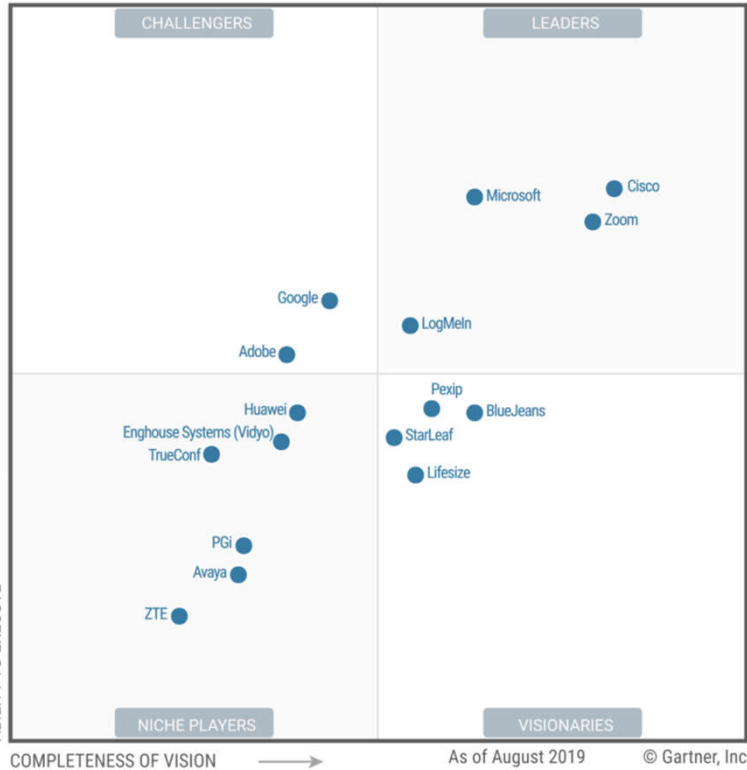 CHALLENGERS
LEADERS
Cisco
Microsoft
Zoom
Google
LogMeIn
Adobe
Pexip
Huawei
BlueJeans
Enghouse Systems (Vidyo)
StarLeaf
TrueConf
Lifesize
PGi
Avaya
ZTE
NICHE PLAYERS
VISIONARIES
COMPLETENESS OF VISION
As of August 2019
© Gartner, Inc